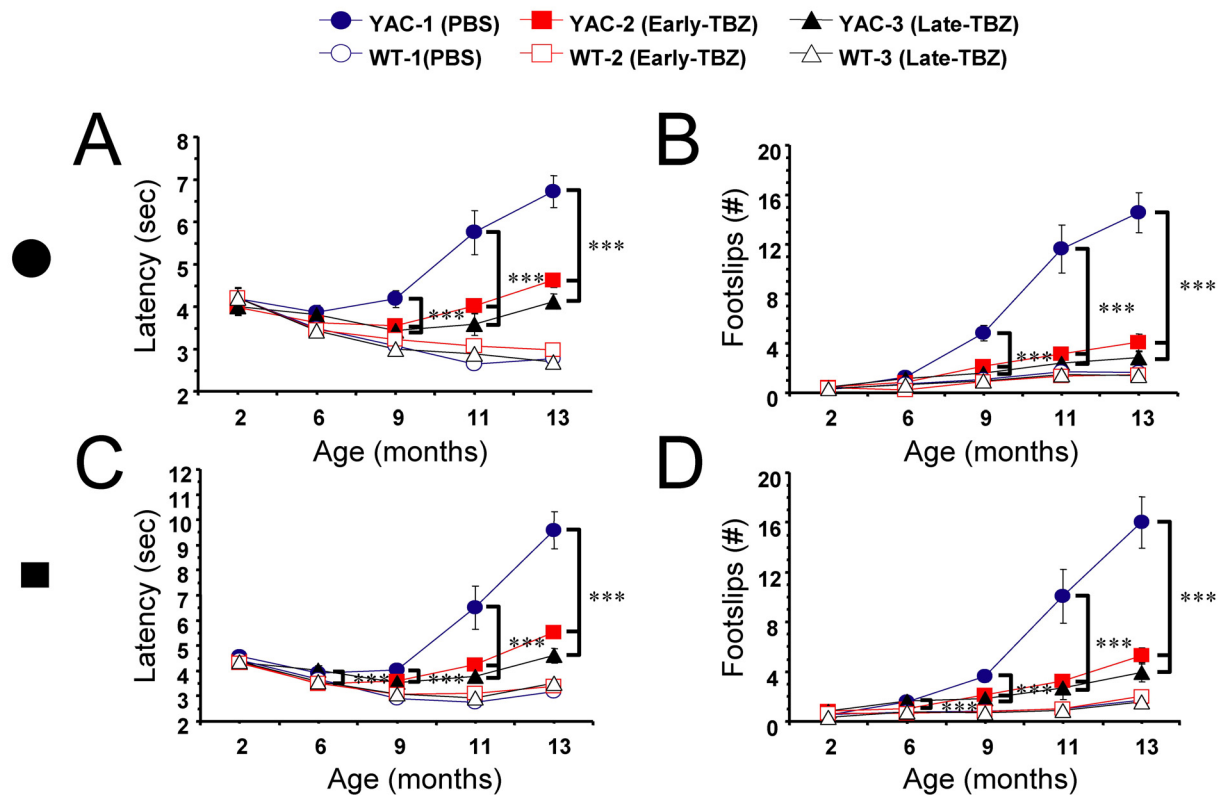 YAC-1 (PBS) YAC-2 (Early-TBZ) YAC-3 (Late-TBZ)
WT-1(PBS) WT-2 (Early-TBZ) WT-3 (Late-TBZ)
A
Latency (sec)
8
7
6
5
4
3
2
***
***
***
2 6 9 11 13
Age (months)
B
Footslips (#)
20
16
12
8
4
0
***
***
***
2 6 9 11 13
Age (months)
C
Latency (sec)
12
11
10
9
8
7
6
5
4
3
2
***
***
***
***
2 6 9 11 13
Age (months)
D
Footslips (#)
20
16
12
8
4
0
***
***
***
***
2 6 9 11 13
Age (months)